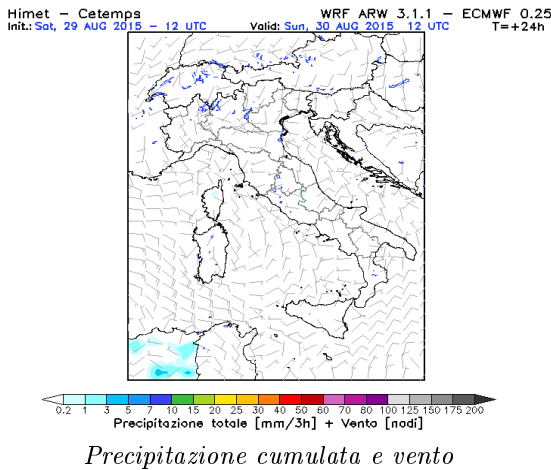 Himet – Cetemps WRF ARW 3.1.1 – ECMWF 0.25
Init.: Sat, 29 AUG 2015 – 12 UTC Valid: Sun, 30 AUG 2015 12 UTC T=+24h
0.2 1 3 5 7 10 15 20 25 30 40 50 60 70 80 100 125 150 175 200
Precipitazione totale [mm/3h] + Vento [nodi]
Precipitazione cumulata e vento